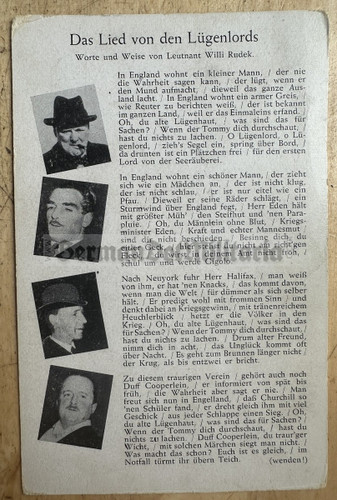 Das Lied von den Lügenlords
Worte und Weise von Leutnant Willi Rudek.
In England wohnt ein kleiner Mann, / der nie
die Wahrheit sagen kann, / der lügt, wenn er
den Mund aufmacht, / dieweil das ganze Aus
land lacht. / In England wohnt ein armer Greis, /
wie Reuter zu berichten weiß, / der ist bekannt
im ganzen Land, / weil er das Einmaleins erfand. /
Oh, du alte Lügenhaut, / was sind das für
Sachen? / Wenn der Tommy dich durchschaut, /
hast du nichts zu lachen. / O Lügenlord, o Lü-
genlord, / zieh's Segel ein, spring über Bord, /
da drunten ist ein Plätzchen frei / für den ersten
Lord von der Seeräuberei.
In England wohnt ein schöner Mann, / der zieht
sich wie ein Mädchen an, / der ist nicht klug,
der ist nicht schlau, / er ist nur eitel wie ein
Pfau. / Dieweil er seine Räder schlägt, / ein
Sturmwind über England fegt, / Herr Eden hält
mit größter Müh' / den Steifhut und 'nen Para-
pluie. / Oh, du Männlein ohne Blut, / Kriegs-
minister Eden, / Kraft und echter Mannesmut
sind da nicht
schirm und werde
Nach Neuyork fuhr Herr Halifax, / man weiß
von ihm, er hat 'nen Knacks, / das kommt davon,
wenn man die Welt / für dümmer als sich selber
hält. / Er predigt wohl mit frommen Sinn / und
denkt dabei an Kriegsgewinn, / mit tränenreichem
Heuchlerblick / hetzt er die Völker in den
Krieg. / Oh, du alte Lügenhaut, / was sind das
für Sachen? / Wenn der Tommy dich durchschaut, /
hast du nichts zu lachen. / Drum alter Freund,
nimm dich in acht, / das Unglück kommt oft
über Nacht. / Es geht zum Brunnen länger nicht /
der Krug, als bis entzwei er bricht.
Zu diesem traurigen Verein / gehört auch noch
Duff Cooperlein, / er informiert von spät bis
früh, / die Wahrheit aber sagt er nie. / Man
freut sich nun in Engelland, / daß Churchill so
'nen Schüler fand, / er dreht gleich ihm mit viel
Geschick / aus jeder Schlappe einen Sieg. / Oh,
du alte Lügenhaut, / was sind das für Sachen? /
Wenn der Tommy dich durchschaut, / hast du
nichts zu lachen. / Duff Cooperlein, du traur'ger
Wicht, / mit solchen Märchen siegt man nicht. /
Was macht das schon? Euch ist es gleich, / im
Notfall türmt ihr übern Teich. (wenden!)